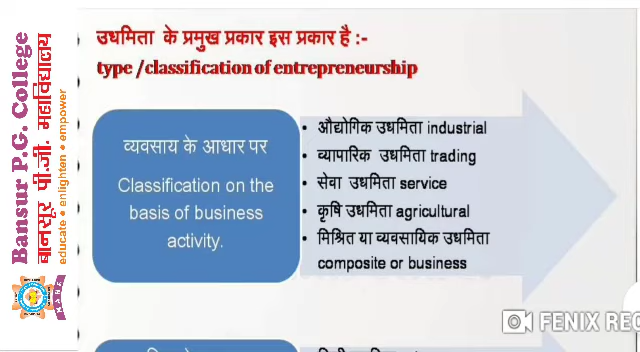 Bansur P.G. College
बानसूर पी.जी. महाविद्यालय
educate • enlighten • empower
उधमिता के प्रमुख प्रकार इस प्रकार है :-
type /classification of entrepreneurship
व्यवसाय के आधार पर
Classification on the
basis of business
activity.
• औद्योगिक उधमिता industrial
• व्यापारिक उधमिता trading
• सेवा उधमिता service
• कृषि उधमिता agricultural
• मिश्रित या व्यवसायिक उधमिता
composite or business
FENIX REC